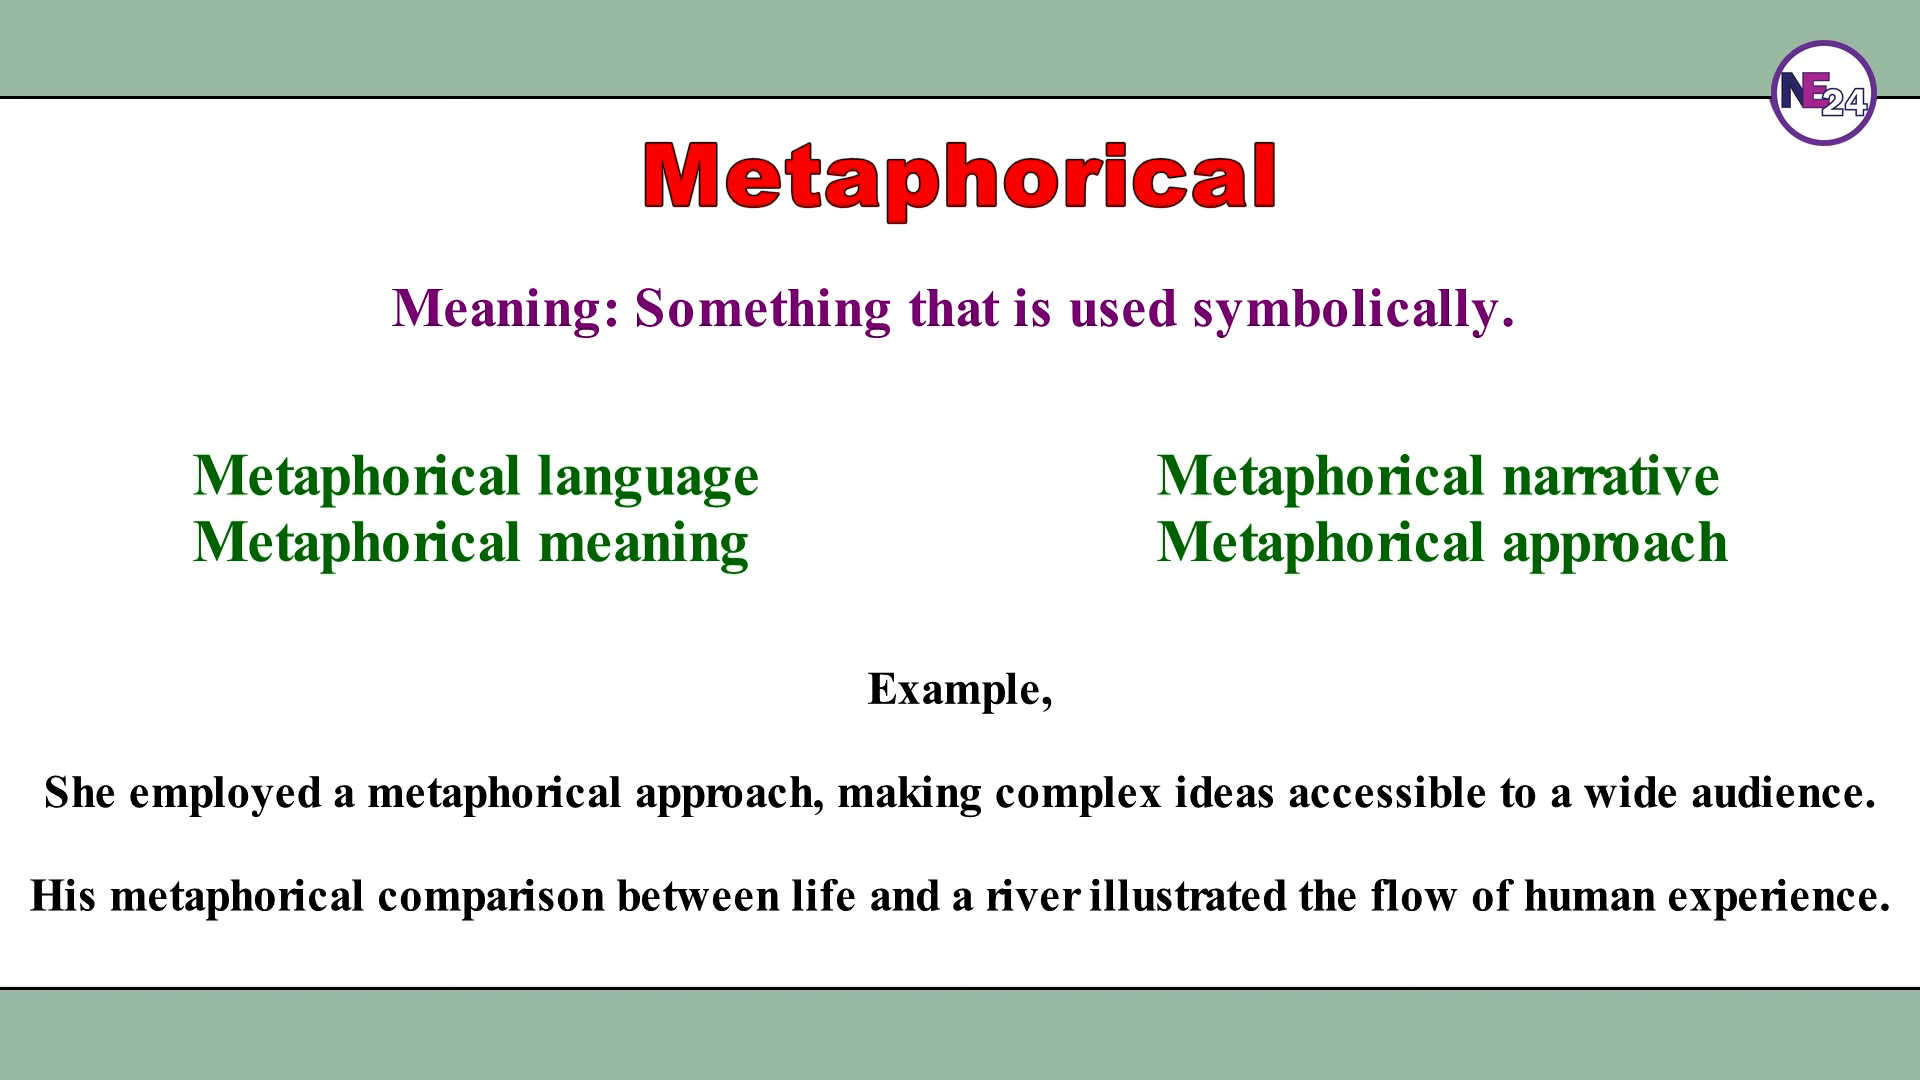 NE24
Metaphorical
Meaning: Something that is used symbolically.
Metaphorical language
Metaphorical meaning
Metaphorical narrative
Metaphorical approach
Example,
She employed a metaphorical approach, making complex ideas accessible to a wide audience.
His metaphorical comparison between life and a river illustrated the flow of human experience.